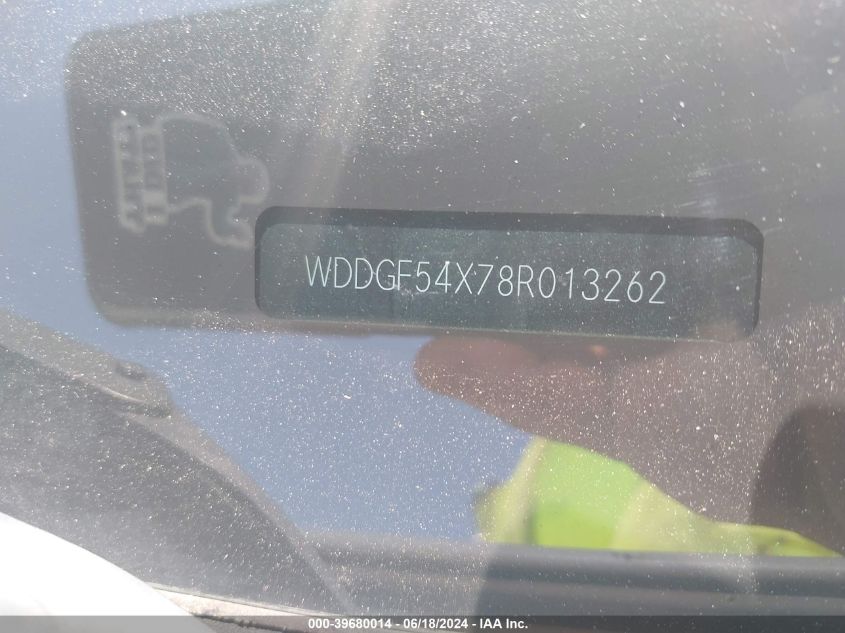 WDDGF54X78R013262
000-39680014 - 06/18/2024 - IAA Inc.